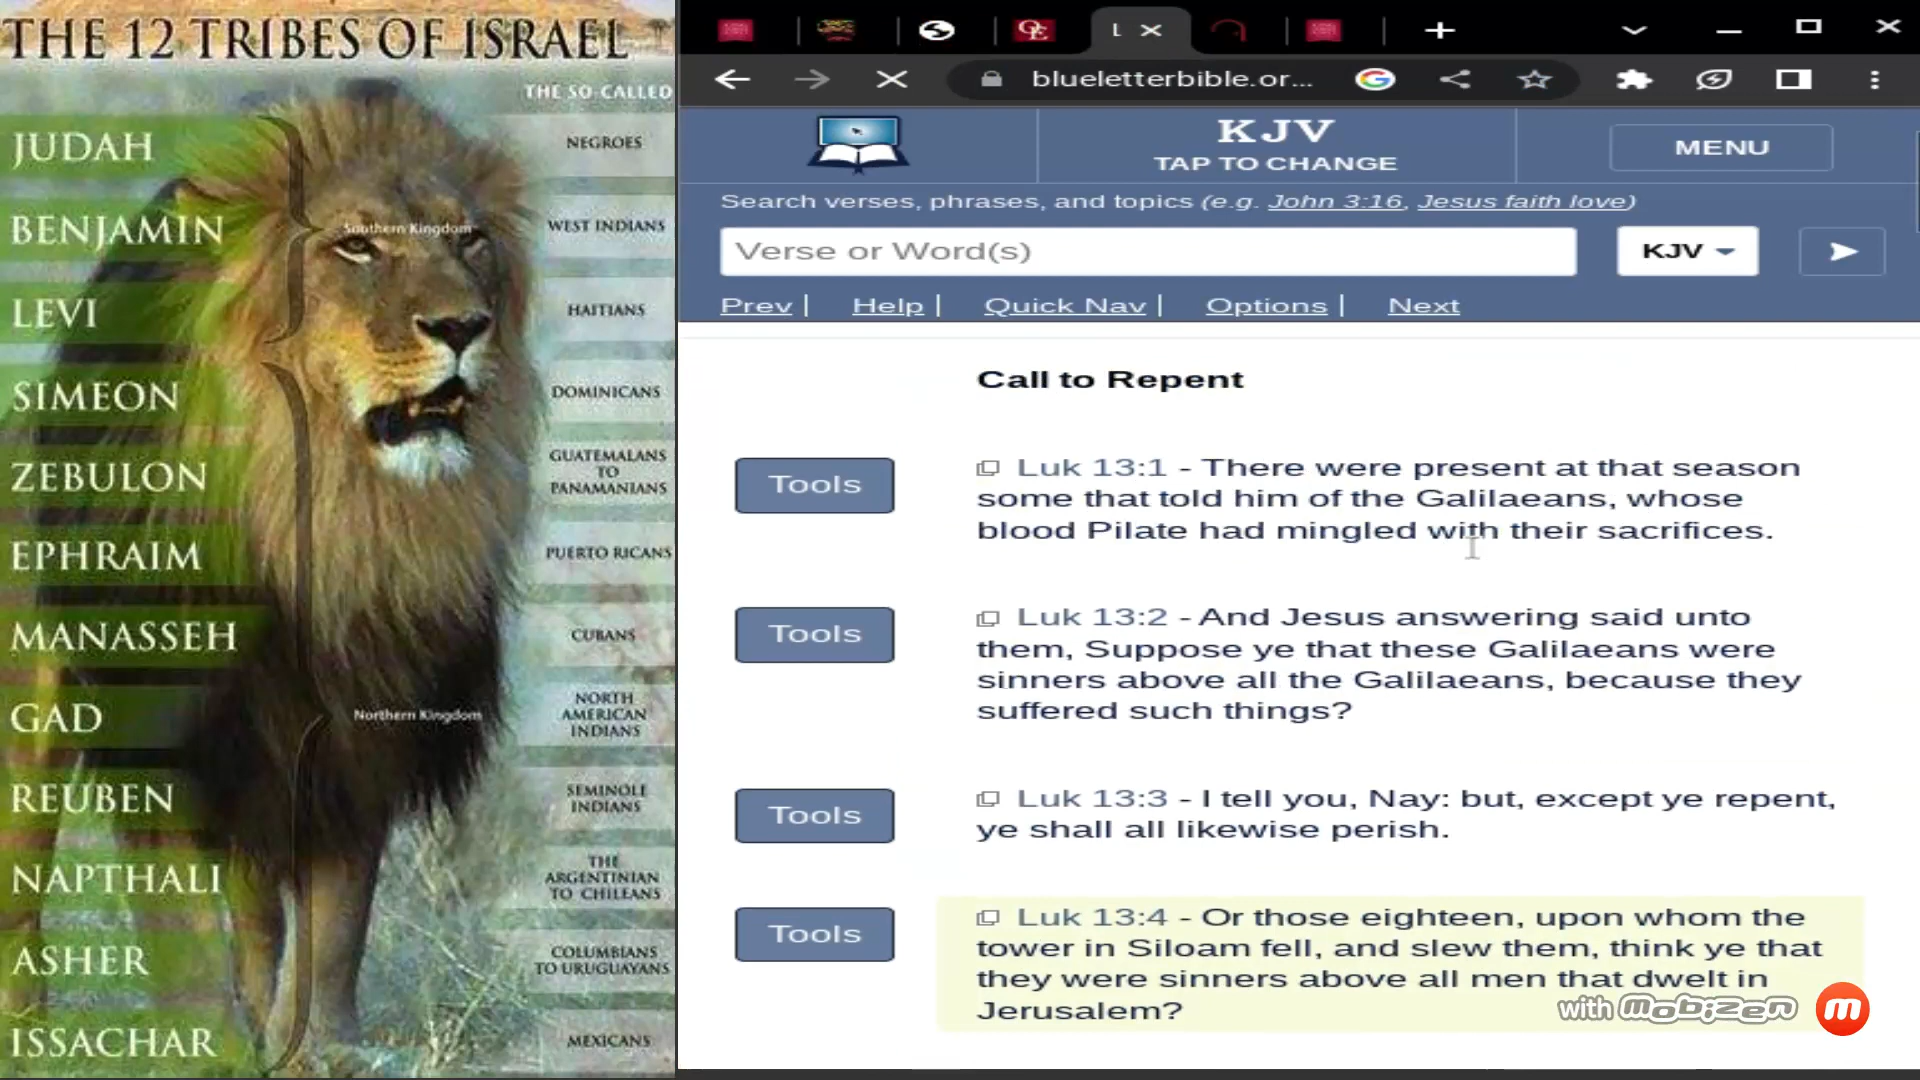 THE 12 TRIBES OF ISRAEL
THE SO-CALLED
JUDAH
NEGROES
BENJAMIN
Southern Kingdom
WEST INDIANS
LEVI
HAITIANS
SIMEON
DOMINICANS
ZEBULON
GUATEMALANS
TO
PANAMANIANS
EPHRAIM
PUERTO RICANS
MANASSEH
CUBANS
GAD
Northern Kingdom
NORTH
AMERICAN
INDIANS
REUBEN
SEMINOLE
INDIANS
NAPTHALI
THE
ARGENTINIAN
TO CHILEANS
ASHER
COLUMBIANS
TO URUGUAYANS
ISSACHAR
MEXICANS
L
blueletterbible.or...
KJV
TAP TO CHANGE
MENU
Search verses, phrases, and topics (e.g. John 3:16, Jesus faith love)
Verse or Word(s)
KJV
Prev | Help | Quick Nav | Options | Next
Call to Repent
Tools
Luk 13:1 - There were present at that season
some that told him of the Galilaeans, whose
blood Pilate had mingled with their sacrifices.
Tools
Luk 13:2 - And Jesus answering said unto
them, Suppose ye that these Galilaeans were
sinners above all the Galilaeans, because they
suffered such things?
Tools
Luk 13:3 - I tell you, Nay: but, except ye repent,
ye shall all likewise perish.
Tools
Luk 13:4 - Or those eighteen, upon whom the
tower in Siloam fell, and slew them, think ye that
they were sinners above all men that dwelt in
Jerusalem?
with mobizen